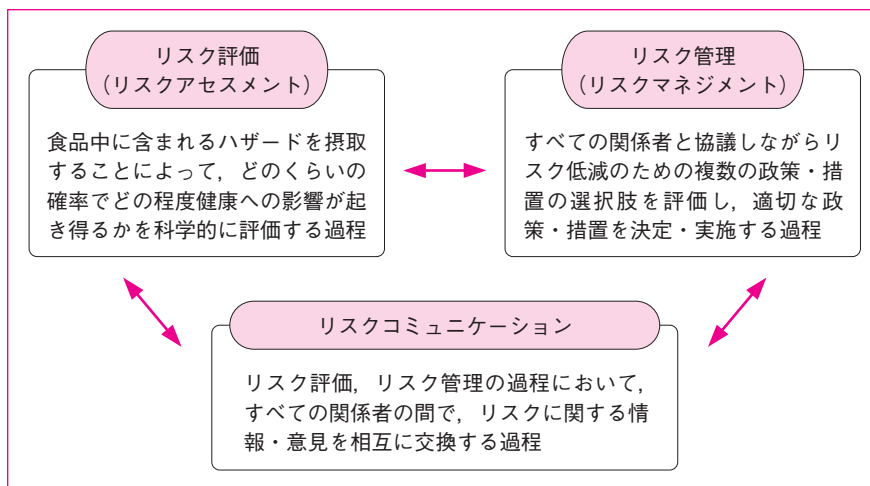 リスク評価
（リスクアセスメント）
食品中に含まれるハザードを摂取
することによって，どのくらいの
確率でどの程度健康への影響が起
き得るかを科学的に評価する過程
リスク管理
（リスクマネジメント）
すべての関係者と協議しながらリ
スク低減のための複数の政策・措
置の選択肢を評価し，適切な政
策・措置を決定・実施する過程
リスクコミュニケーション
リスク評価，リスク管理の過程において，
すべての関係者の間で，リスクに関する情
報・意見を相互に交換する過程